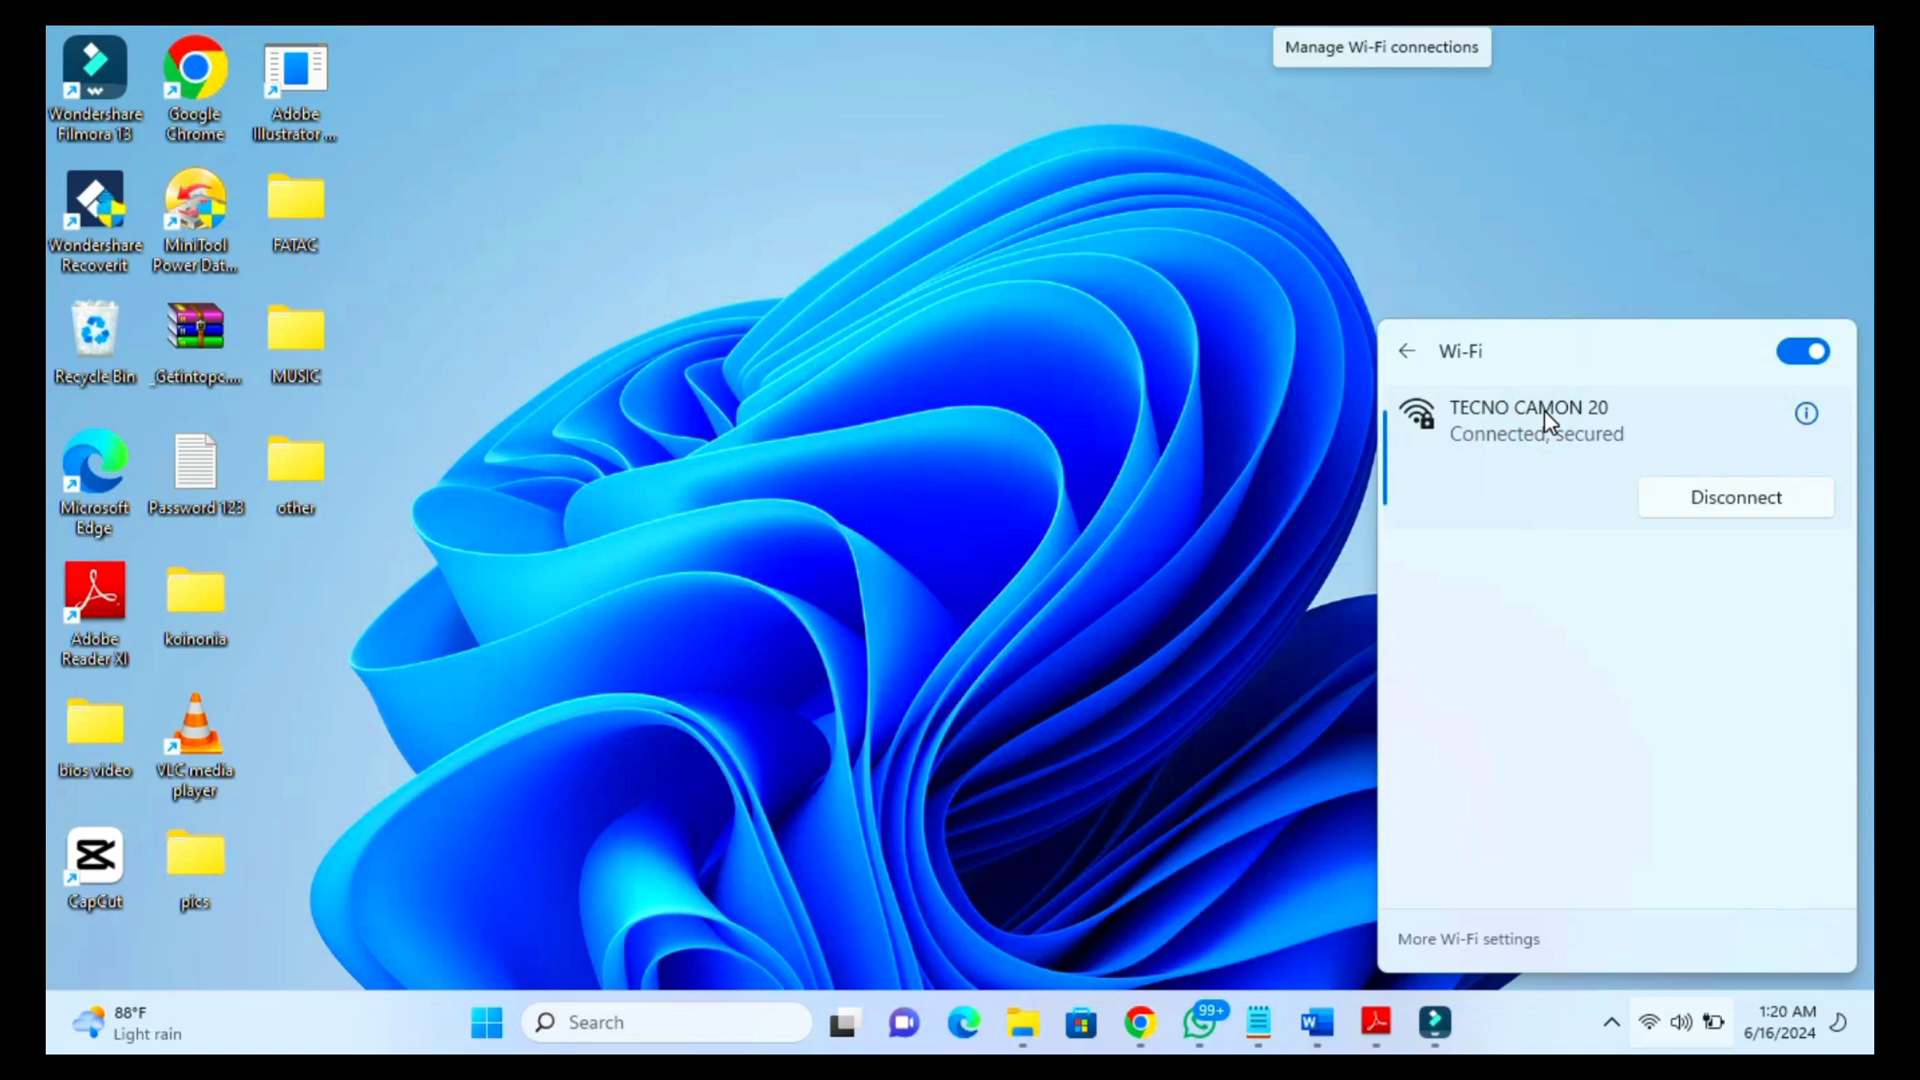 Manage Wi-Fi connections
Wondershare
Filmora 13
Google
Chrome
Adobe
Illustrator ...
Wondershare
Recoverit
MiniTool
Power Dat...
FATAC
Recycle Bin
_Getintopc....
MUSIC
Microsoft
Edge
Password 123
other
Adobe
Reader XI
koinonia
bios video
VLC media
player
CapCut
pics
Wi-Fi
TECNO CAMON 20
Connected, secured
Disconnect
More Wi-Fi settings
88°F
Light rain
Search
99+
1:20 AM
6/16/2024